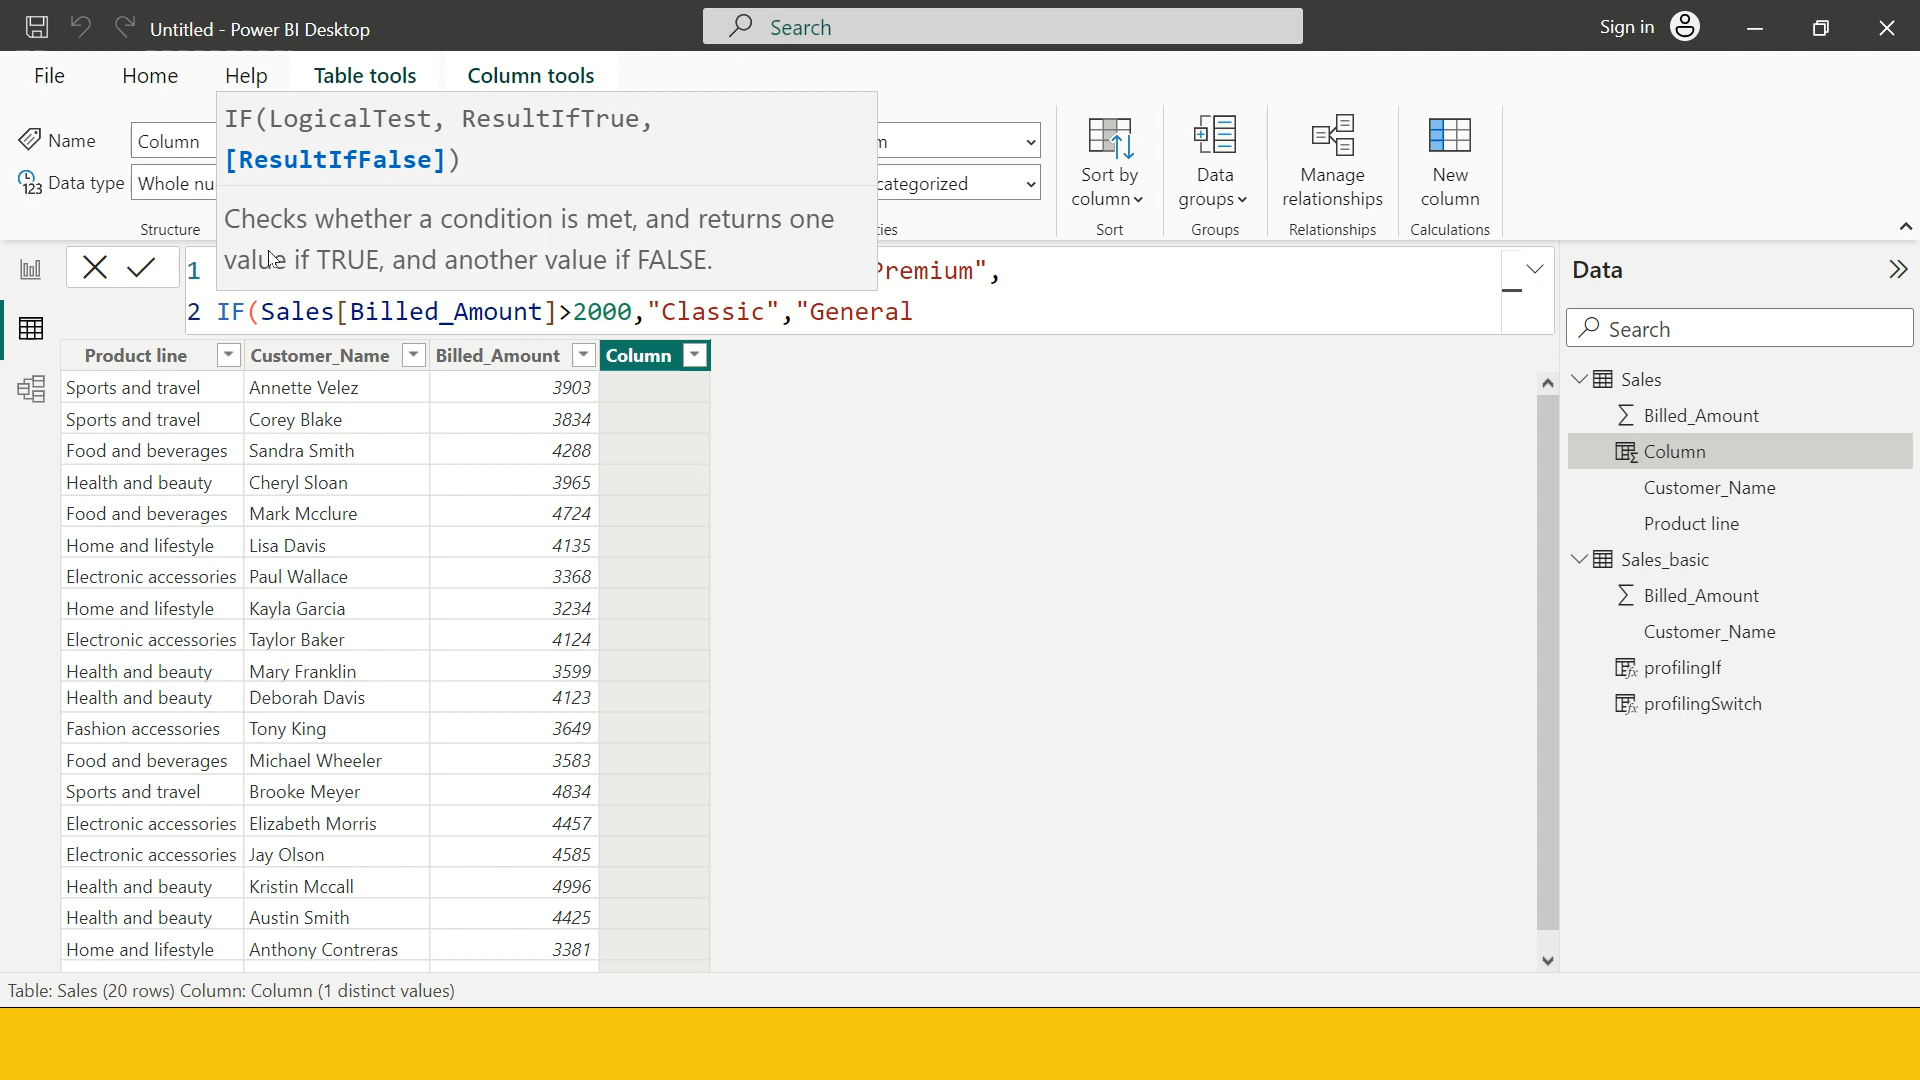 Untitled - Power BI Desktop
Search
Sign in
File
Home
Help
Table tools
Column tools
IF(LogicalTest, ResultIfTrue,
[ResultIfFalse])
Checks whether a condition is met, and returns one
value if TRUE, and another value if FALSE.
Name
Column
Data type
Whole nu
Structure
Sort by
column
Sort
Data
groups
Groups
Manage
relationships
Relationships
New
column
Calculations
1
Premium",
2 IF(Sales[Billed_Amount]>2000,"Classic","General
Product line Customer_Name Billed_Amount Column
Sports and travel Annette Velez 3903
Sports and travel Corey Blake 3834
Food and beverages Sandra Smith 4288
Health and beauty Cheryl Sloan 3965
Food and beverages Mark Mcclure 4724
Home and lifestyle Lisa Davis 4135
Electronic accessories Paul Wallace 3368
Home and lifestyle Kayla Garcia 3234
Electronic accessories Taylor Baker 4124
Health and beauty Mary Franklin 3599
Health and beauty Deborah Davis 4123
Fashion accessories Tony King 3649
Food and beverages Michael Wheeler 3583
Sports and travel Brooke Meyer 4834
Electronic accessories Elizabeth Morris 4457
Electronic accessories Jay Olson 4585
Health and beauty Kristin Mccall 4996
Health and beauty Austin Smith 4425
Home and lifestyle Anthony Contreras 3381
Data
Search
Sales
Billed_Amount
Column
Customer_Name
Product line
Sales_basic
Billed_Amount
Customer_Name
profilingIf
profilingSwitch
Table: Sales (20 rows) Column: Column (1 distinct values)